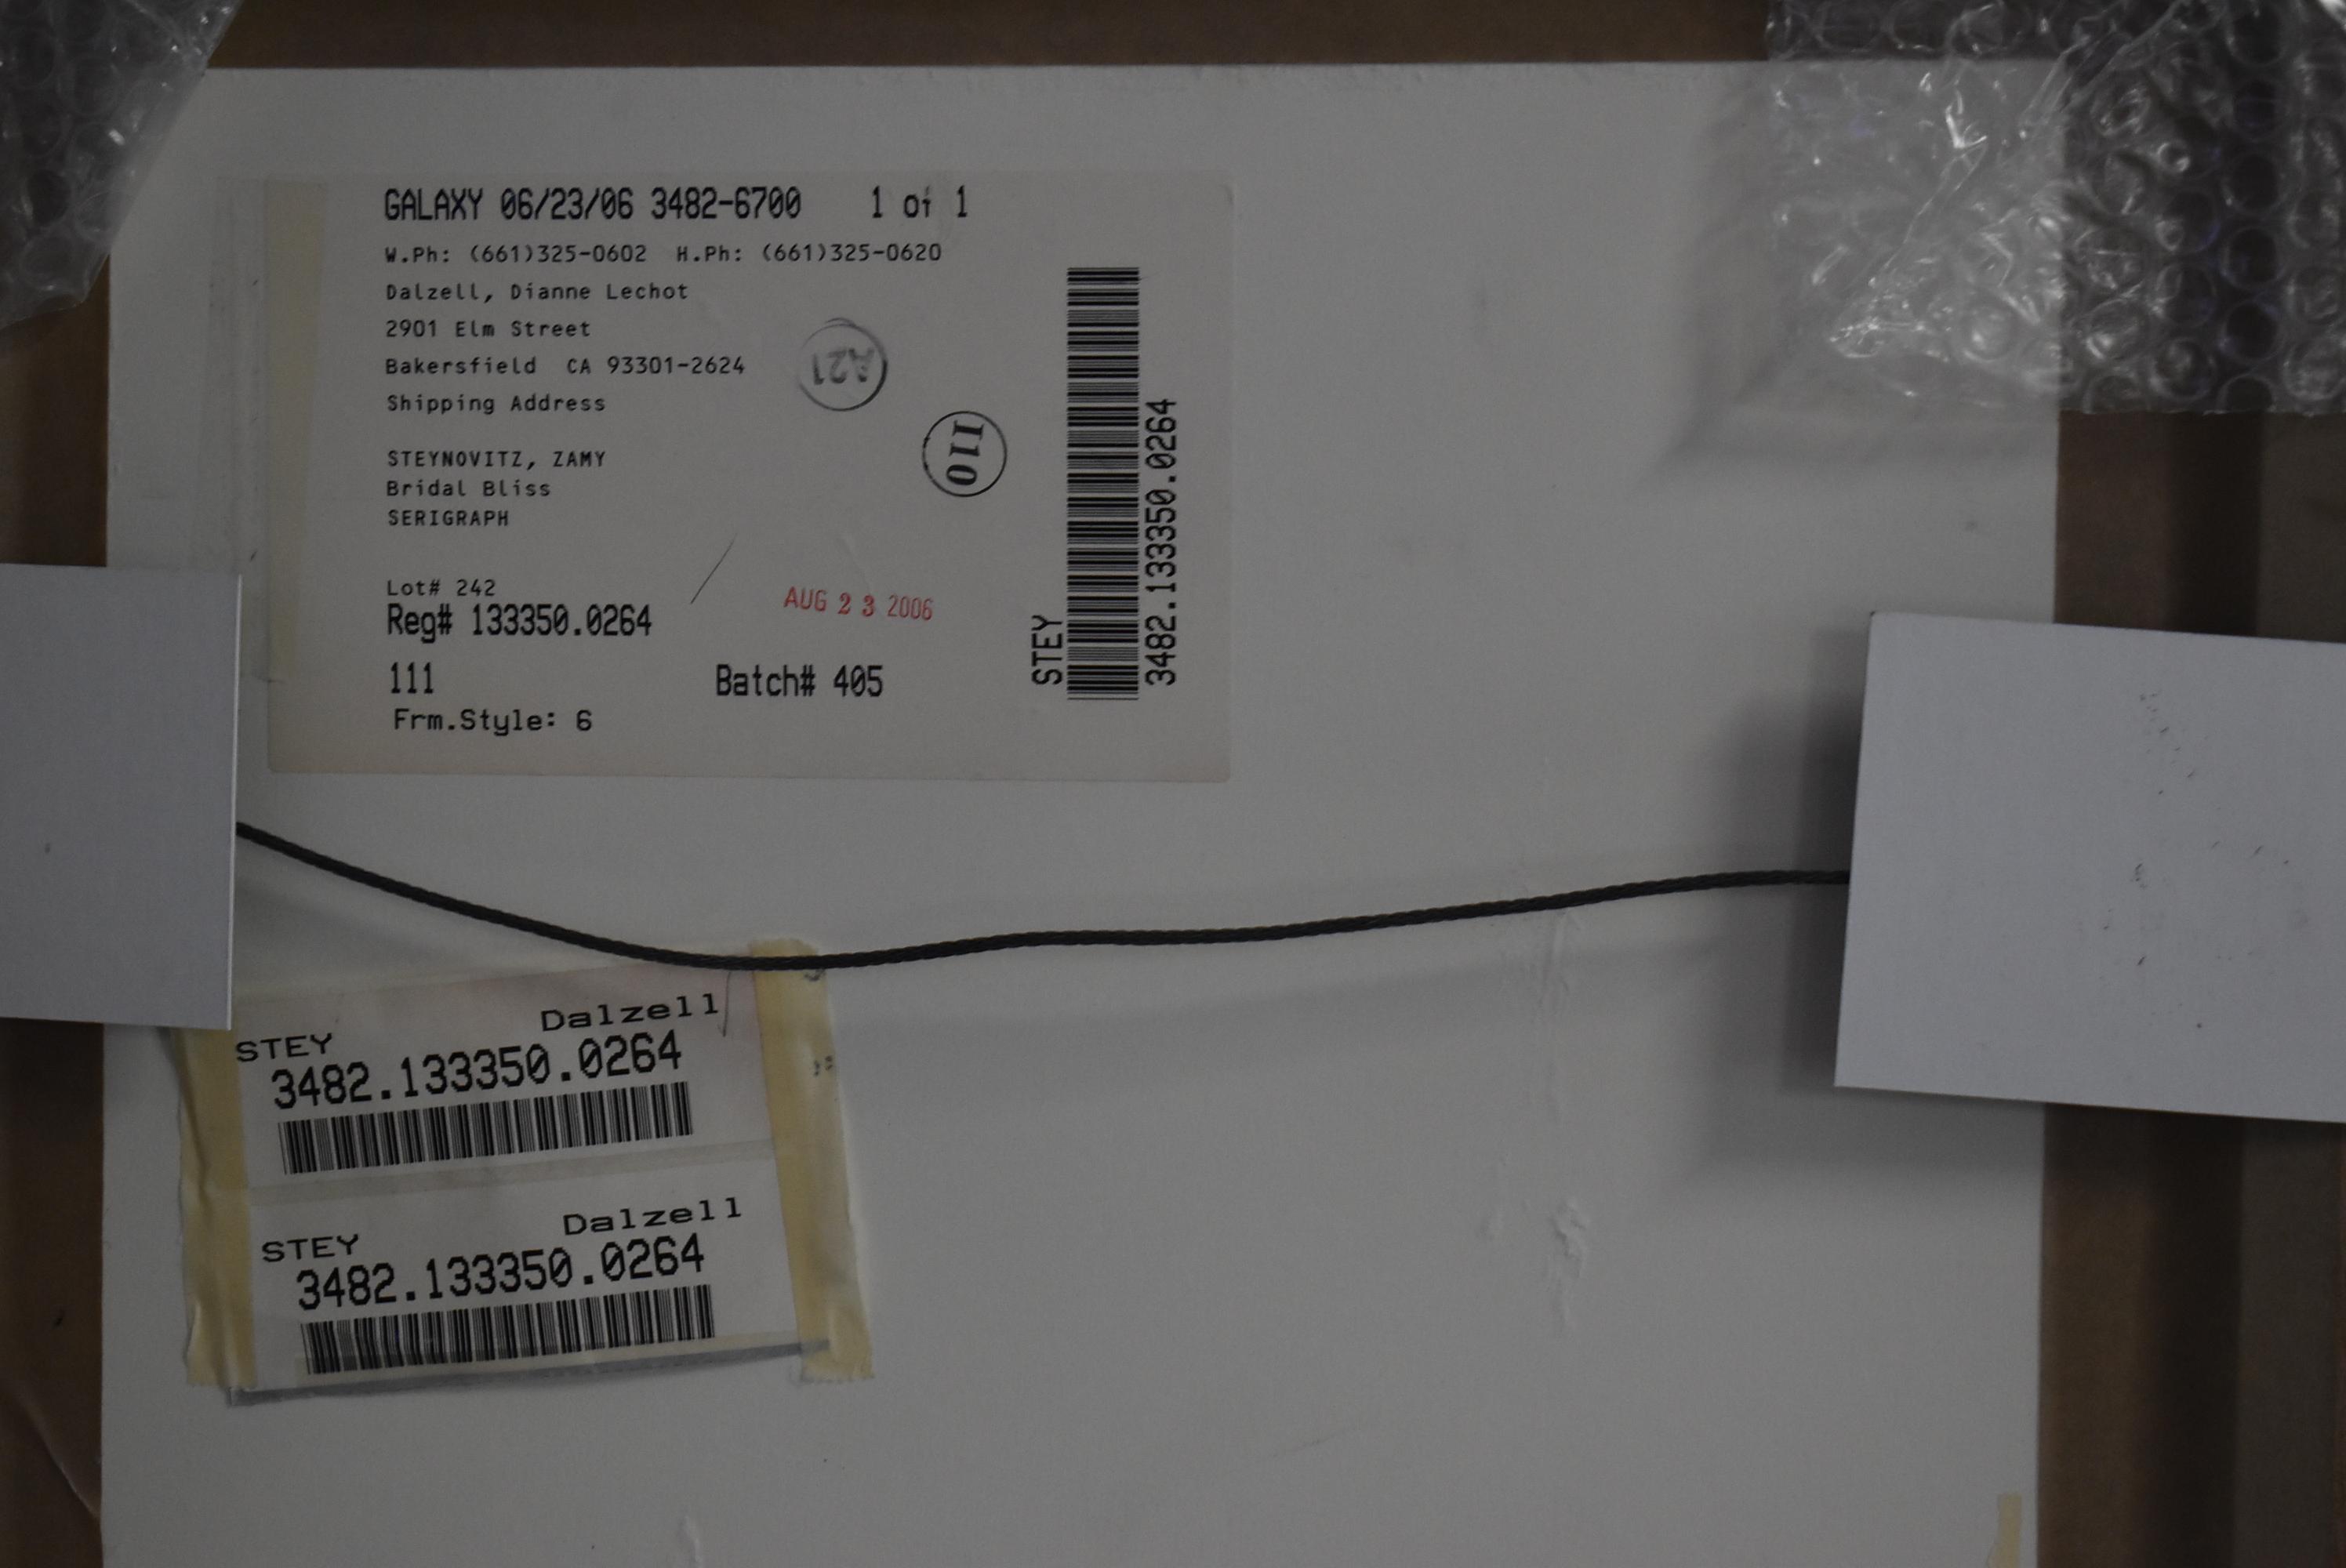 GALAXY 06/23/06 3482-6700 1 of 1
W.Ph: (661)325-0602 H.Ph: (661)325-0620
Dalzell, Dianne Lechot
2901 Elm Street
Bakersfield CA 93301-2624
Shipping Address
A21
I10
STEYNOVITZ, ZAMY
Bridal Bliss
SERIGRAPH
Lot# 242
Reg# 133350.0264
AUG 23 2006
111 Batch# 405
Frm.Style: 6
STEY
3482.133350.0264
Dalzell
STEY
3482.133350.0264
Dalzell
STEY
3482.133350.0264